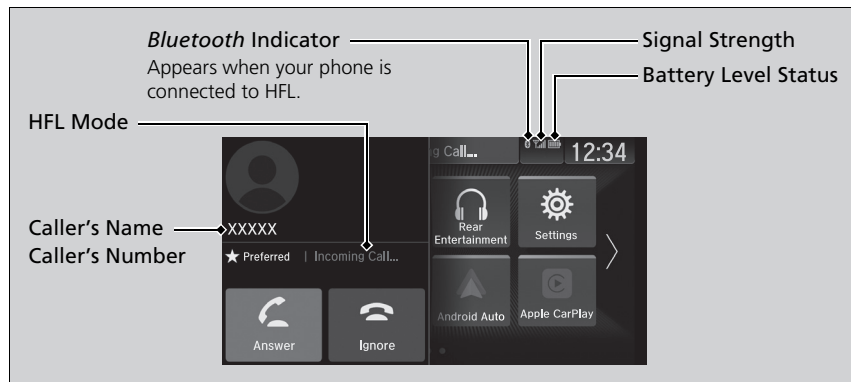 Bluetooth Indicator
Appears when your phone is
connected to HFL.
Signal Strength
Battery Level Status
HFL Mode
Caller's Name
Caller's Number
XXXXX
Preferred | Incoming Call...
Answer
Ignore
g Call...
12:34
Rear
Entertainment
Settings
Android Auto
Apple CarPlay